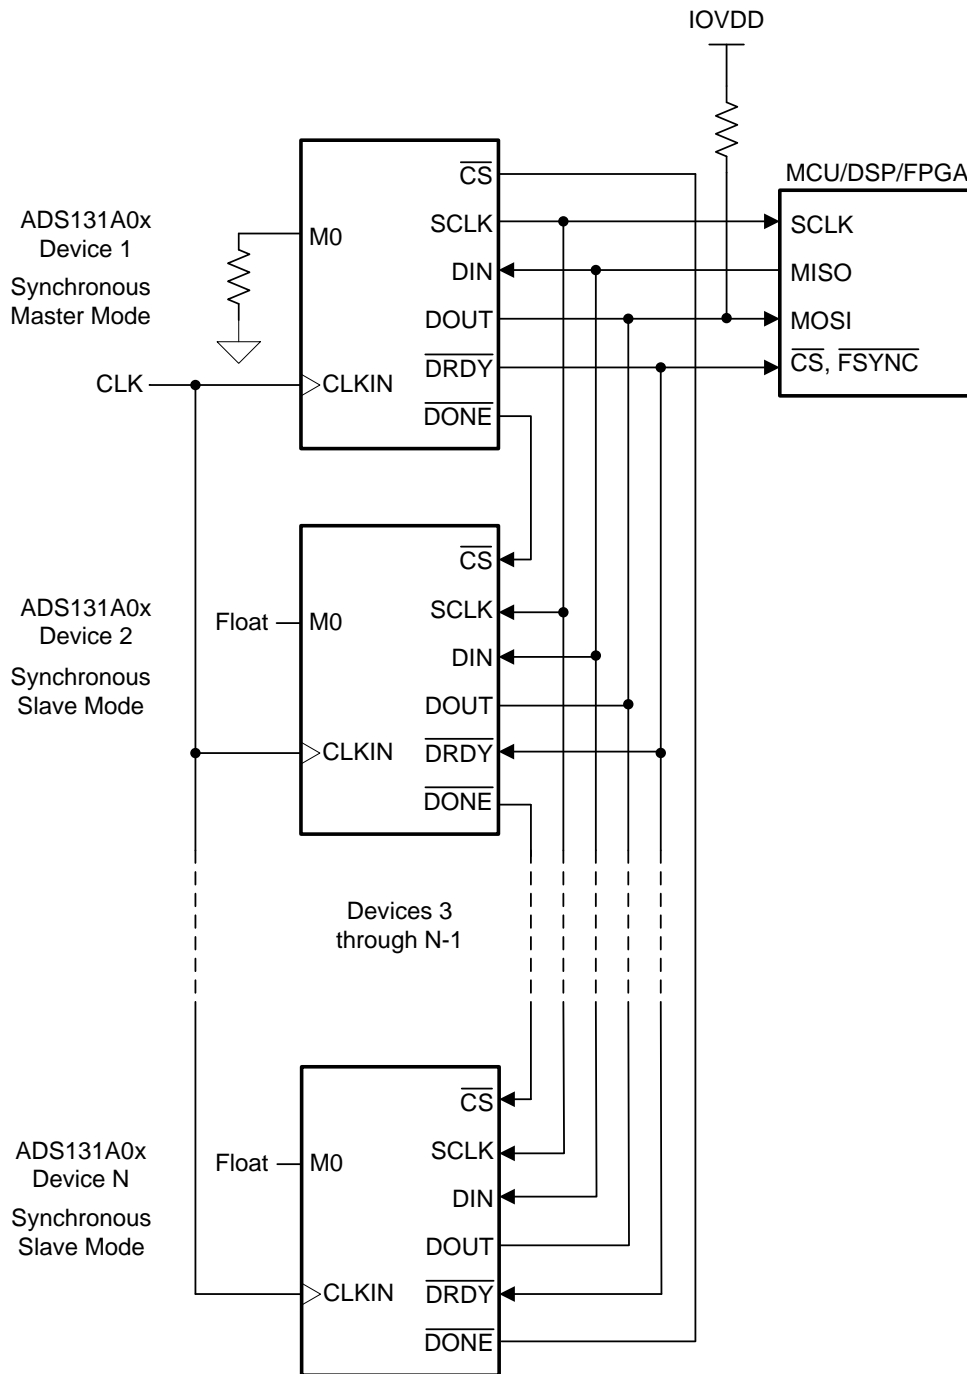 IOVDD
MCU/DSP/FPGA
SCLK
MISO
MOSI
CS, FSYNC
ADS131A0x
Device 1
Synchronous
Master Mode
M0
CLK
CLKIN
CS
SCLK
DIN
DOUT
DRDY
DONE
ADS131A0x
Device 2
Synchronous
Slave Mode
Float
M0
CLKIN
CS
SCLK
DIN
DOUT
DRDY
DONE
Devices 3
through N-1
ADS131A0x
Device N
Synchronous
Slave Mode
Float
M0
CLKIN
CS
SCLK
DIN
DOUT
DRDY
DONE